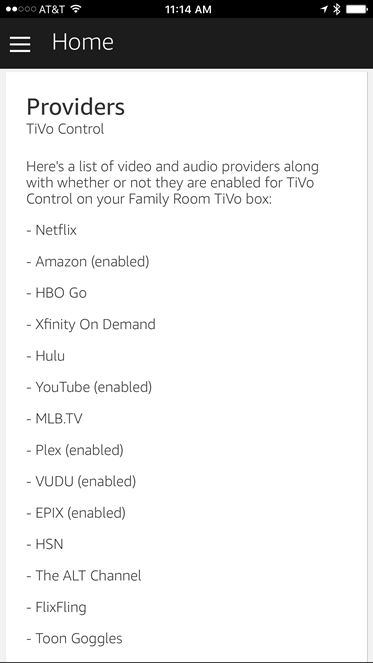 AT&T 11:14 AM
Home
Providers
TiVo Control
Here's a list of video and audio providers along
with whether or not they are enabled for TiVo
Control on your Family Room TiVo box:
- Netflix
- Amazon (enabled)
- HBO Go
- Xfinity On Demand
- Hulu
- YouTube (enabled)
- MLB.TV
- Plex (enabled)
- VUDU (enabled)
- EPIX (enabled)
- HSN
- The ALT Channel
- FlixFling
- Toon Goggles